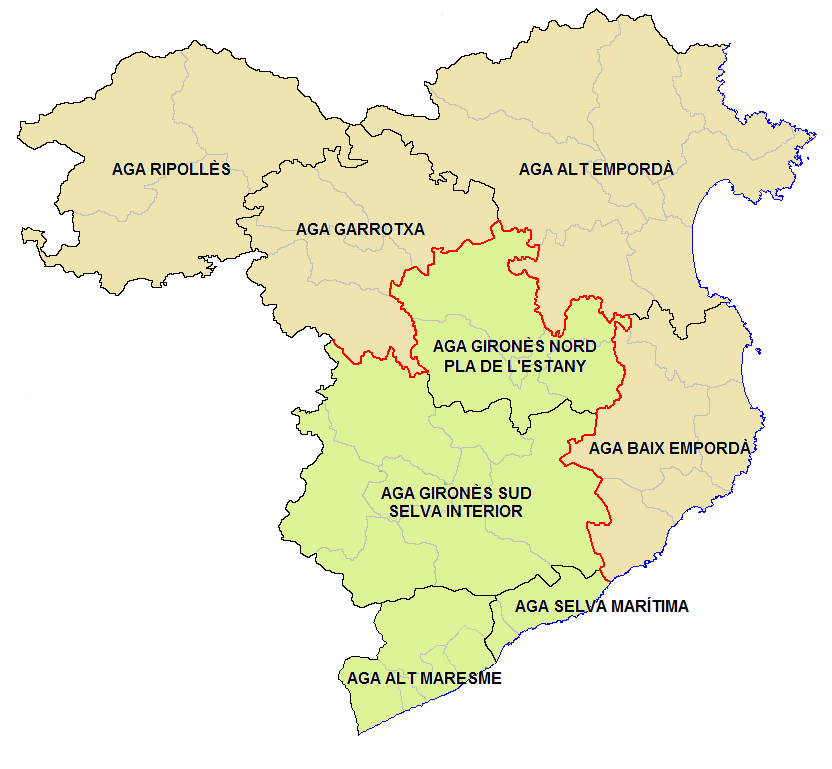 AGA RIPOLLÈS
AGA ALT EMPORDÀ
AGA GARROTXA
AGA GIRONÈS NORD
PLA DE L'ESTANY
AGA BAIX EMPORDÀ
AGA GIRONÈS SUD
SELVA INTERIOR
AGA SELVA MARÍTIMA
AGA ALT MARESME